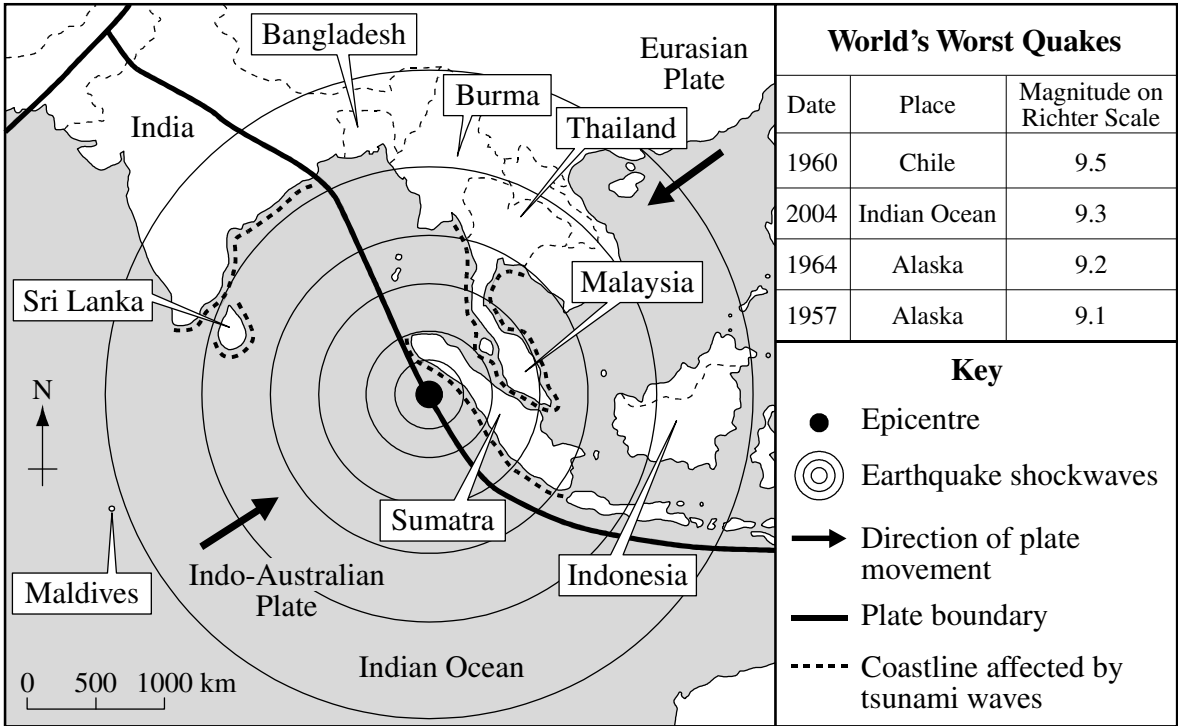 Bangladesh
Eurasian
Plate
Burma
India
Thailand
Sri Lanka
Malaysia
N
Sumatra
Maldives
Indo-Australian
Plate
Indonesia
Indian Ocean
0 500 1000 km
World's Worst Quakes
Date Place Magnitude on
Richter Scale
1960 Chile 9.5
2004 Indian Ocean 9.3
1964 Alaska 9.2
1957 Alaska 9.1
Key
Epicentre
Earthquake shockwaves
Direction of plate
movement
Plate boundary
Coastline affected by
tsunami waves